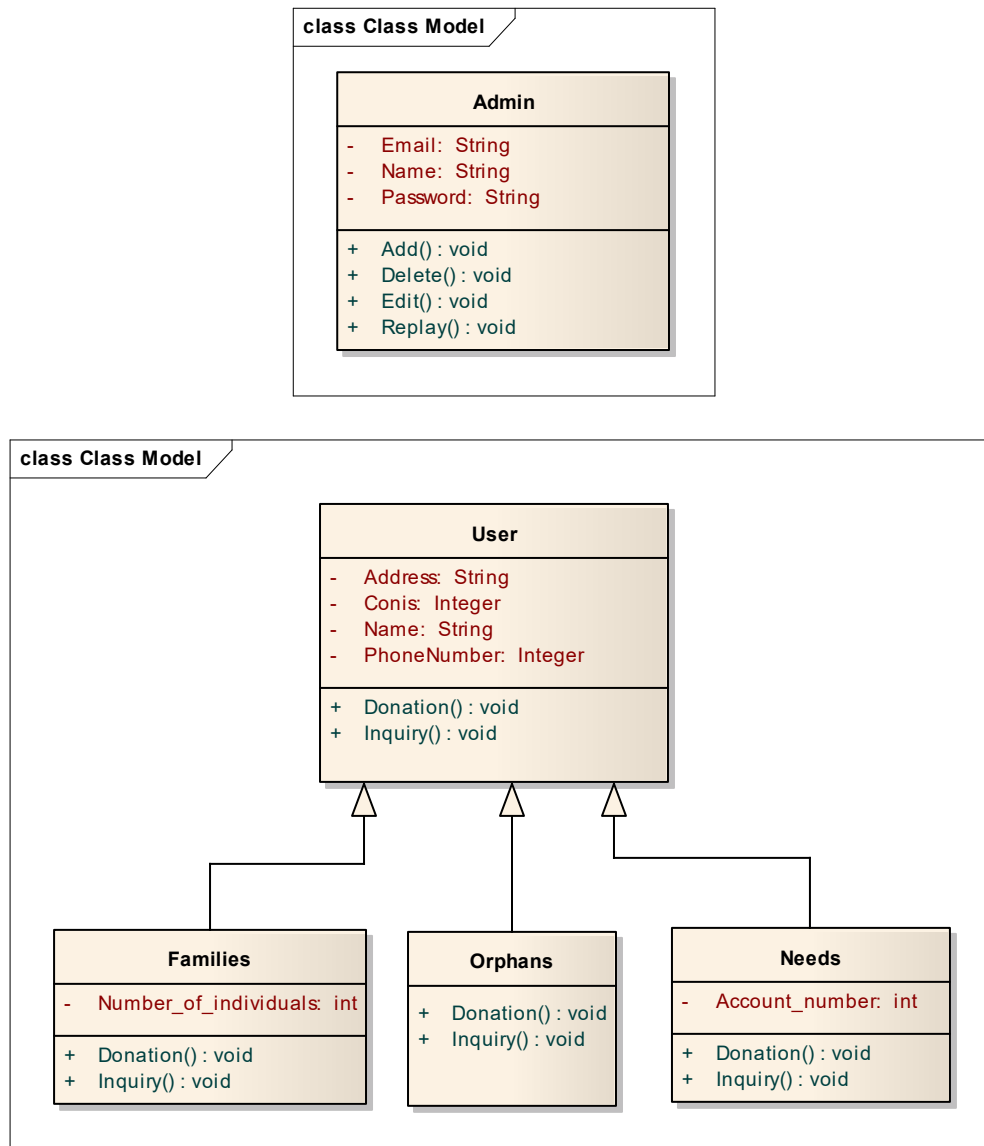 class Class Model
Admin
- Email: String
- Name: String
- Password: String
+ Add() : void
+ Delete() : void
+ Edit() : void
+ Replay() : void
class Class Model
User
- Address: String
- Conis: Integer
- Name: String
- PhoneNumber: Integer
+ Donation() : void
+ Inquiry() : void
Families
- Number_of_individuals: int
+ Donation() : void
+ Inquiry() : void
Orphans
+ Donation() : void
+ Inquiry() : void
Needs
- Account_number: int
+ Donation() : void
+ Inquiry() : void